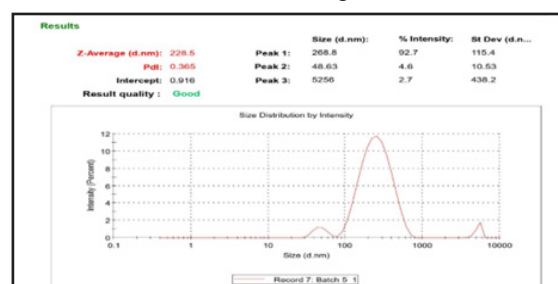 Results
Size (d.nm): % Intensity: St Dev (d.n...
Z-Average (d.nm): 228.5 Peak 1: 268.8 92.7 115.4
PdI: 0.365 Peak 2: 48.63 4.6 10.53
Intercept: 0.916 Peak 3: 5256 2.7 438.2
Result quality : Good
Size Distribution by Intensity
Intensity (Percent)
12
10
8
6
4
2
0
0.1 1 10 100 1000 10000
Size (d.nm)
Record 7: Batch 5 1